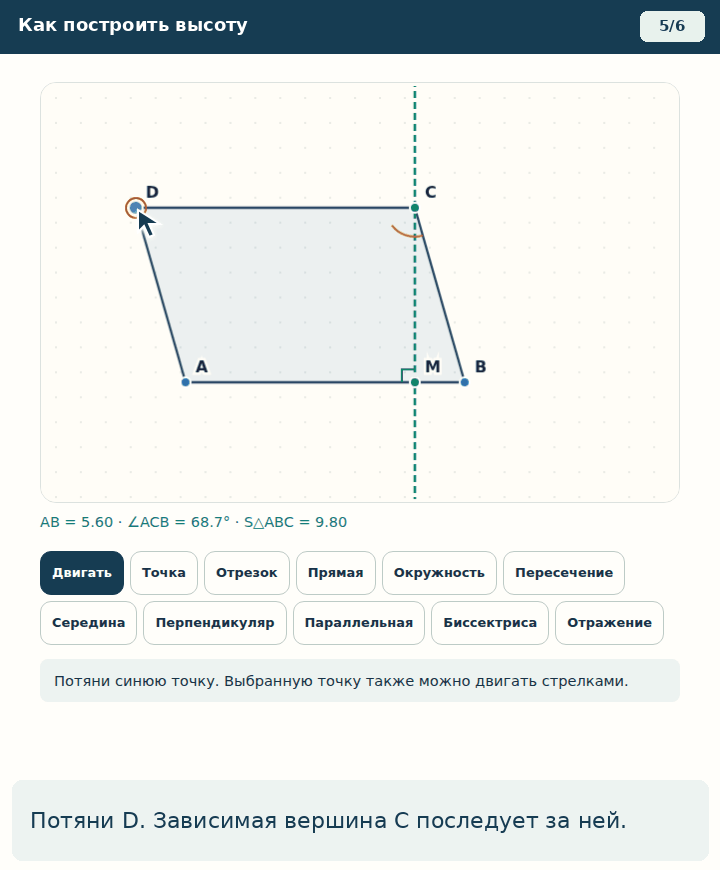 Как построить высоту
5/6
D
C
A
M
B
AB = 5.60 · ∠ACB = 68.7° · S△ABC = 9.80
Двигать
Точка
Отрезок
Прямая
Окружность
Пересечение
Середина
Перпендикуляр
Параллельная
Биссектриса
Отражение
Потяни синюю точку. Выбранную точку также можно двигать стрелками.
Потяни D. Зависимая вершина C последует за ней.